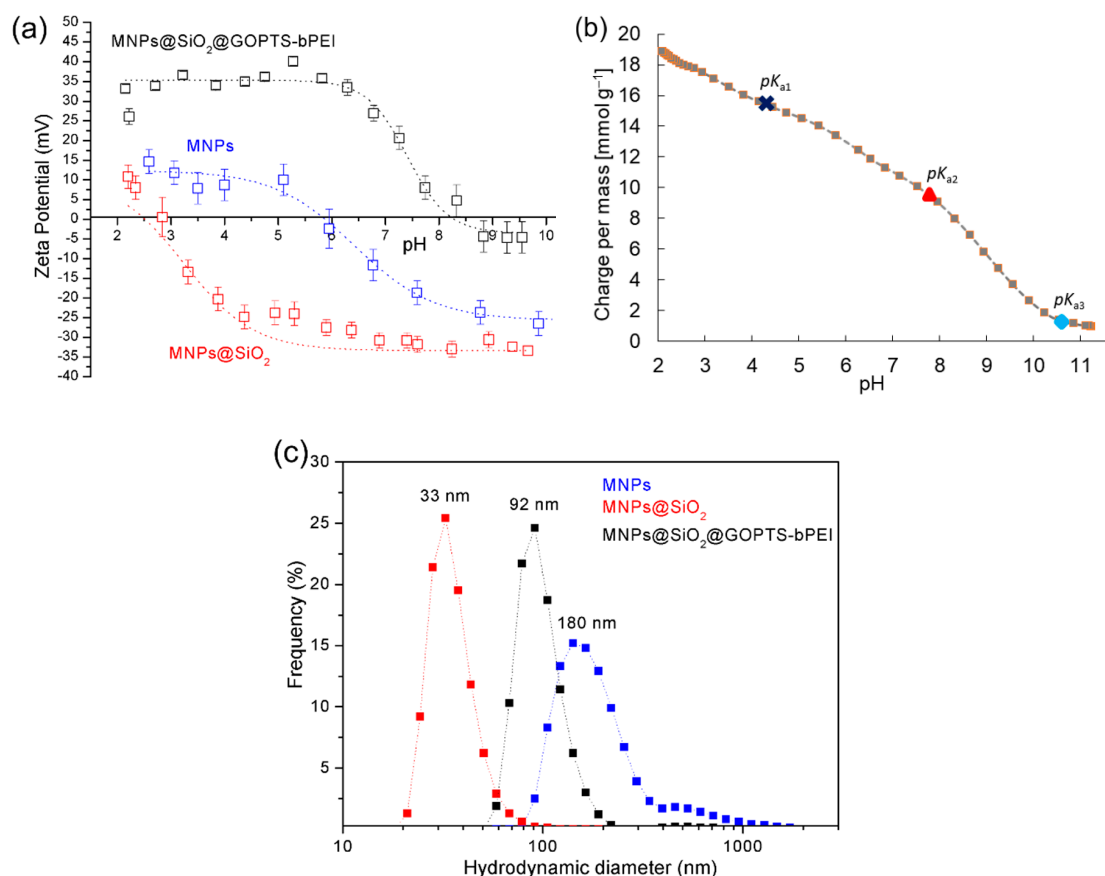 (a)
MNPs@SiO₂@GOPTS-bPEI
MNPs
MNPs@SiO₂
Zeta Potential (mV)
50
45
40
35
30
25
20
15
10
5
0
-5
-10
-15
-20
-25
-30
-35
-40
2 3 4 5 6 7 8 9 10
pH
(b)
Charge per mass [mmol g⁻¹]
20
18
16
14
12
10
8
6
4
2
0
pKa1
pKa2
pKa3
2 3 4 5 6 7 8 9 10 11
pH
(c)
Frequency (%)
30
25
20
15
10
5
33 nm
92 nm
180 nm
MNPs
MNPs@SiO₂
MNPs@SiO₂@GOPTS-bPEI
10 100 1000
Hydrodynamic diameter (nm)